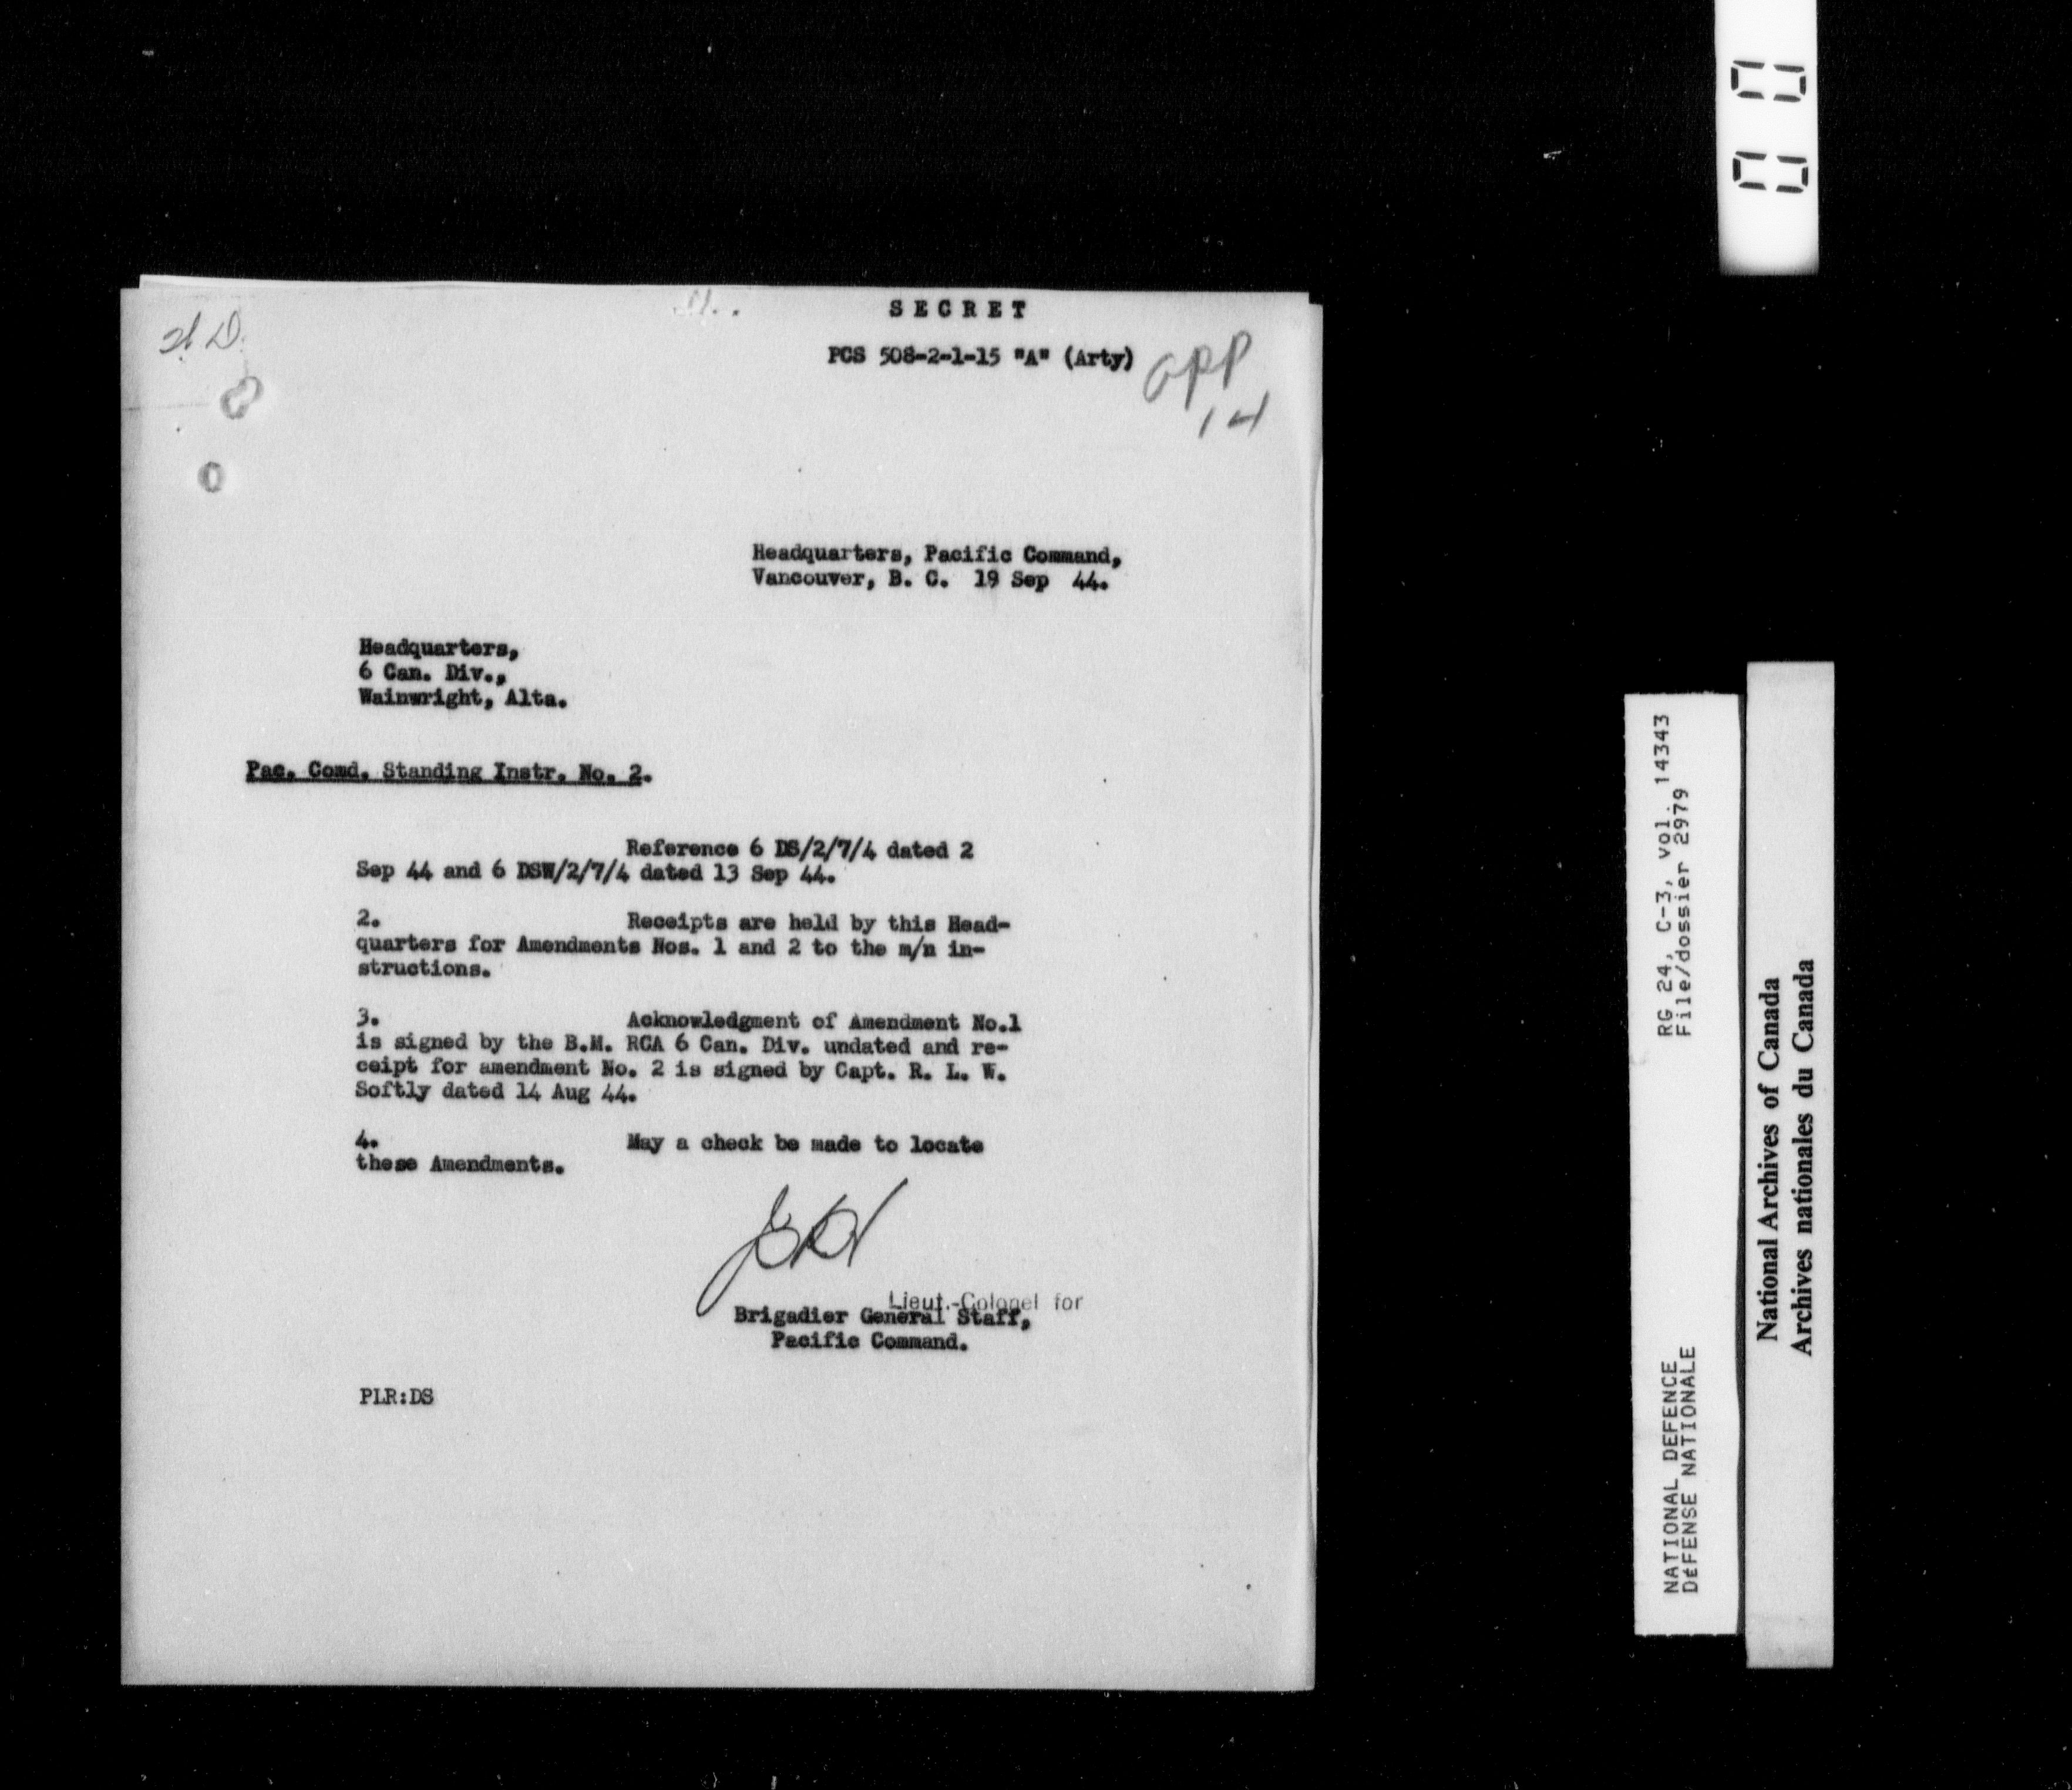 SECRET
PCS 508-2-1-15 "A" (Arty)
app
14
Headquarters, Pacific Command,
Vancouver, B. C. 19 Sep 44.
Headquarters,
6 Can. Div.,
Wainwright, Alta.
Pac. Comd. Standing Instr. No. 2.
Reference 6 DS/2/7/4 dated 2
Sep 44 and 6 DSW/2/7/4 dated 13 Sep 44.
2. Receipts are held by this Head-
quarters for Amendments Nos. 1 and 2 to the m/n in-
structions.
3. Acknowledgment of Amendment No.1
is signed by the B.M. RCA 6 Can. Div. undated and re-
ceipt for amendment No. 2 is signed by Capt. R. L. W.
Softly dated 14 Aug 44.
4. May a check be made to locate
these Amendments.
Lieut.-Colonel for
Brigadier General Staff,
Pacific Command.
PLR:DS
RG 24, C-3, vol. 14343
File/dossier 2979
NATIONAL DEFENCE
DéFENSE NATIONALE
National Archives of Canada
Archives nationales du Canada